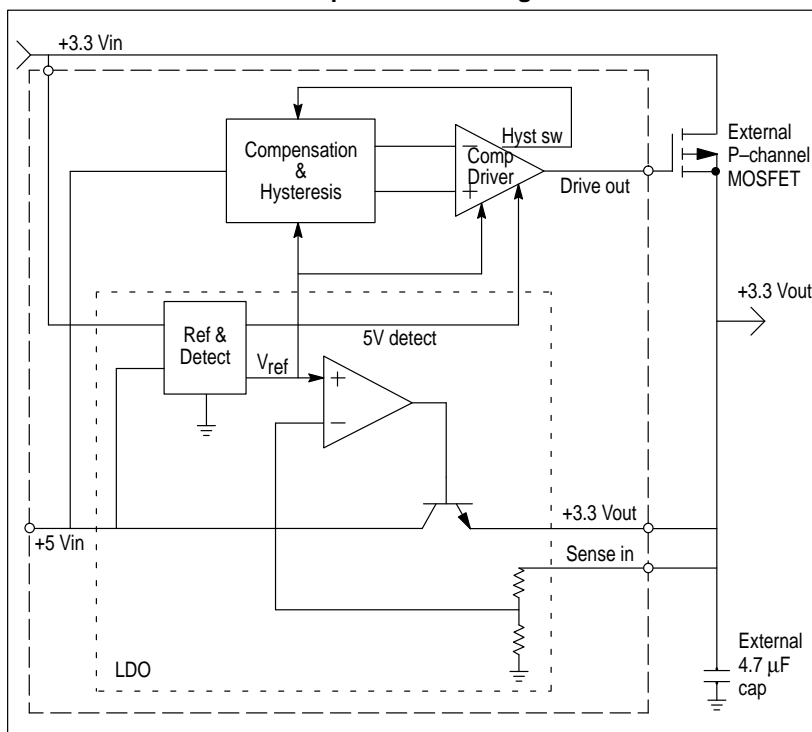 +3.3 Vin
Compensation
&
Hysteresis
Hyst sw
−
Comp
Driver
+
Drive out
External
P–channel
MOSFET
+3.3 Vout
Ref &
Detect
5V detect
Vref
+
−
+5 Vin
+3.3 Vout
Sense in
LDO
External
4.7 μF
cap